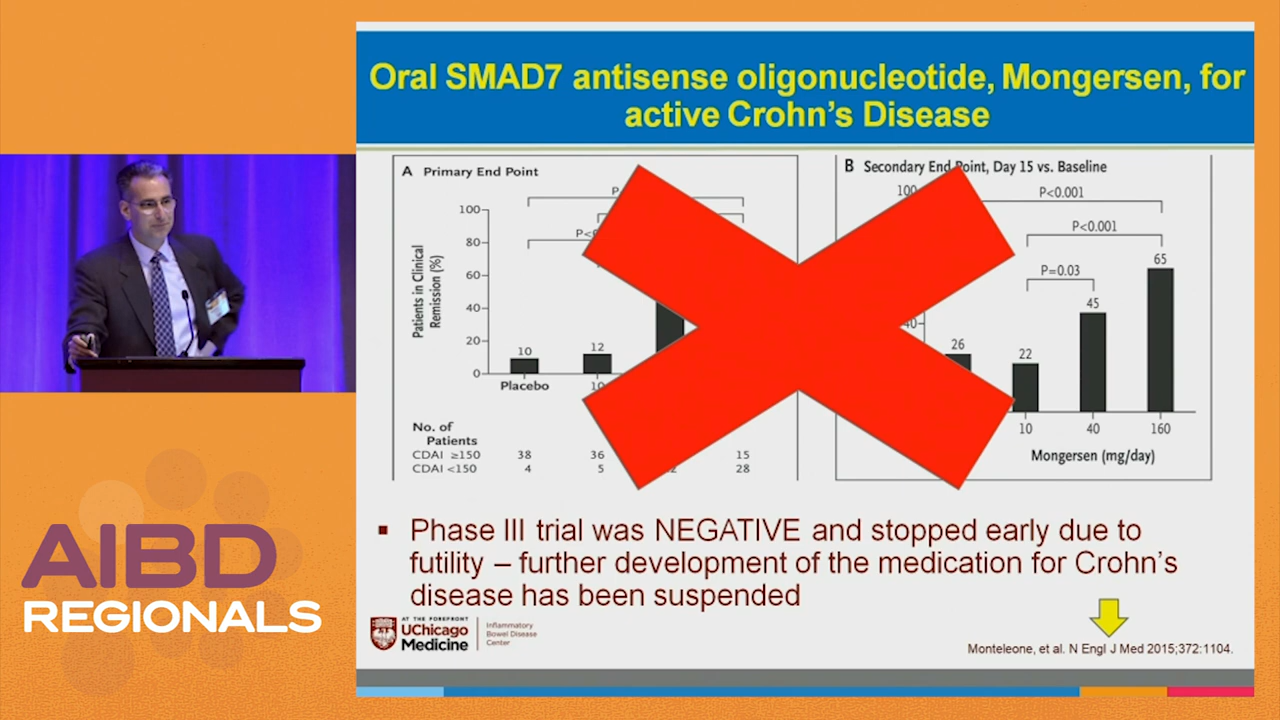 Oral SMAD7 antisense oligonucleotide, Mongersen, for
active Crohn's Disease
A Primary End Point
100
80
60
40
20
0
Patients in Clinical
Remission (%)
10
12
Placebo
10
No. of
Patients
CDAI ≥150 38 36 15
CDAI <150 4 5 28
B Secondary End Point, Day 15 vs. Baseline
100
40
P<0.001
P<0.001
P=0.03
26
22
45
65
10 40 160
Mongersen (mg/day)
▪ Phase III trial was NEGATIVE and stopped early due to
futility – further development of the medication for Crohn's
disease has been suspended
AT THE FOREFRONT
UChicago
Medicine
Inflammatory
Bowel Disease
Center
Monteleone, et al. N Engl J Med 2015;372:1104.
AIBD
REGIONALS